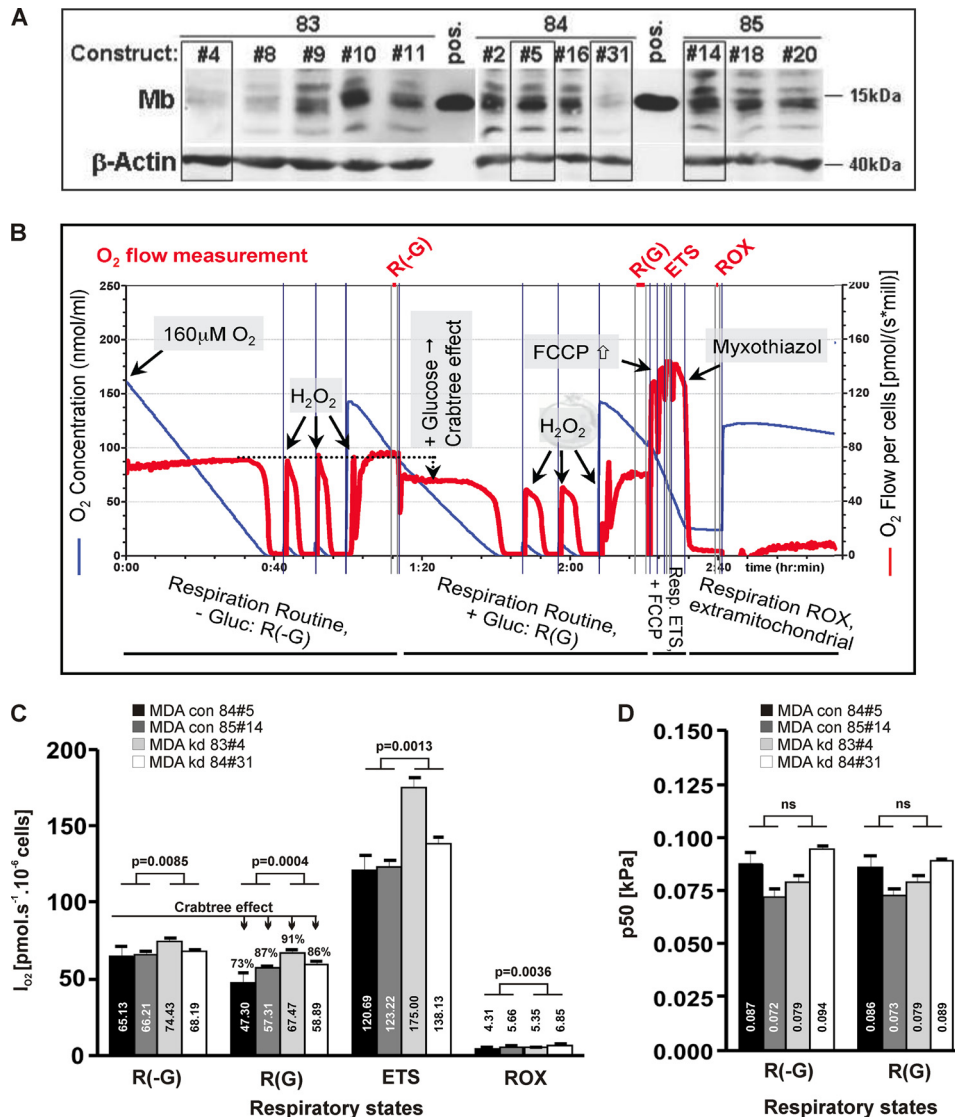 A
83
84
85
Construct:
#4
#8
#9
#10
#11
pos.
#2
#5
#16
#31
pos.
#14
#18
#20
Mb
15kDa
β-Actin
40kDa
B
O2 flow measurement
R(-G)
R(G)
ETS
ROX
O2 Concentration (nmol/ml)
250
200
150
100
50
0
160µM O2
H2O2
+ Glucose →
Crabtree effect
FCCP ⇧
H2O2
Myxothiazol
200
160
120
80
40
0
O2 Flow per cells [pmol/(s*mill)]
0:00
0:40
1:20
2:00
2:40
time (hr:min)
Respiration Routine,
- Gluc: R(-G)
Respiration Routine,
+ Gluc: R(G)
Resp. ETS,
+ FCCP
Respiration ROX,
extramitochondrial
C
MDA con 84#5
MDA con 85#14
MDA kd 83#4
MDA kd 84#31
IO2 [pmol.s-1.10-6 cells]
200
150
100
50
0
p=0.0085
p=0.0004
p=0.0013
p=0.0036
Crabtree effect
73%
87%
91%
86%
65.13
66.21
74.43
68.19
47.30
57.31
67.47
58.89
120.69
123.22
175.00
138.13
4.31
5.66
5.35
6.85
R(-G)
R(G)
ETS
ROX
Respiratory states
D
MDA con 84#5
MDA con 85#14
MDA kd 83#4
MDA kd 84#31
p50 [kPa]
0.150
0.125
0.100
0.075
0.050
0.025
0.000
ns
ns
0.087
0.072
0.079
0.094
0.086
0.073
0.079
0.089
R(-G)
R(G)
Respiratory states